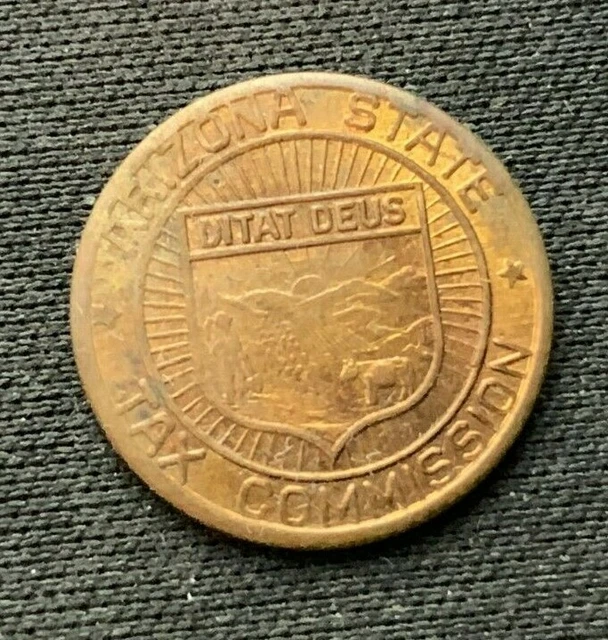 ARIZONA STATE
DITAT DEUS
TAX COMMISSION